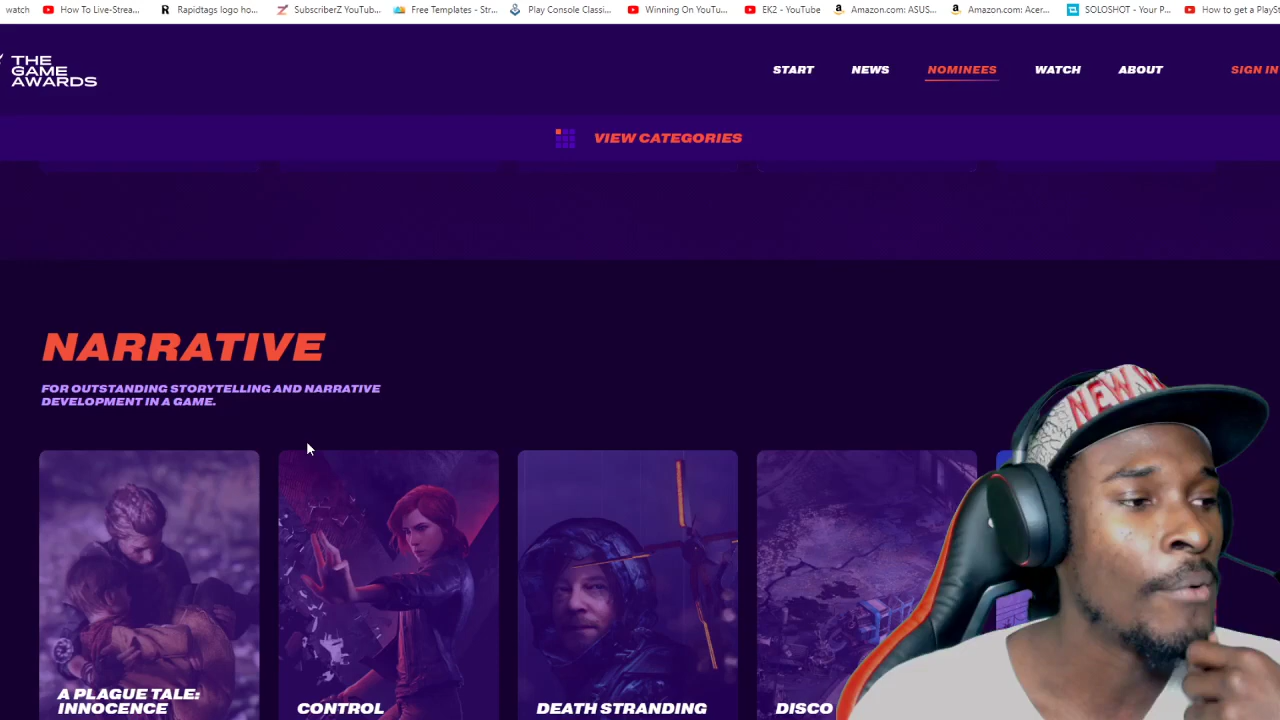 watch
How To Live-Strea...
Rapidtags logo ho...
SubscriberZ YouTub...
Free Templates - Str...
Play Console Classi...
Winning On YouTu...
EK2 - YouTube
Amazon.com: ASUS...
Amazon.com: Acer...
SOLOSHOT - Your P...
How to get a PlaySt
THE
GAME
AWARDS
START
NEWS
NOMINEES
WATCH
ABOUT
SIGN IN
VIEW CATEGORIES
NARRATIVE
FOR OUTSTANDING STORYTELLING AND NARRATIVE
DEVELOPMENT IN A GAME.
NEW Y
A PLAGUE TALE:
INNOCENCE
CONTROL
DEATH STRANDING
DISCO